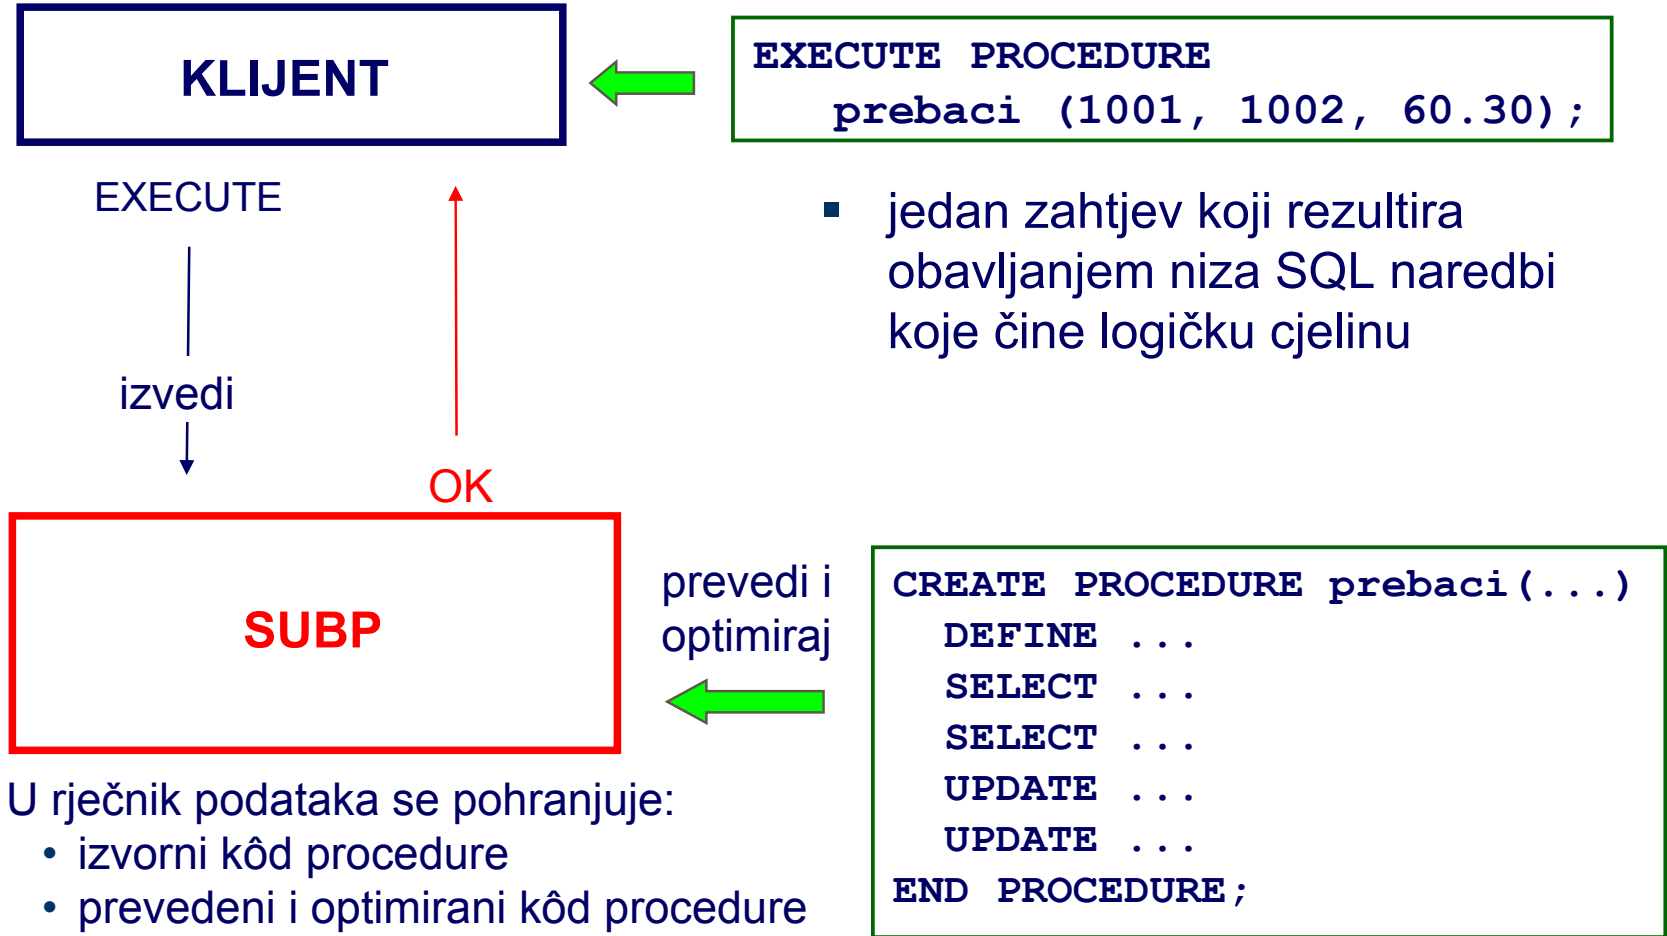 KLIJENT
EXECUTE PROCEDURE
prebaci (1001, 1002, 60.30);
EXECUTE
izvedi
OK
▪ jedan zahtjev koji rezultira
obavljanjem niza SQL naredbi
koje čine logičku cjelinu
SUBP
prevedi i
optimiraj
CREATE PROCEDURE prebaci(...)
DEFINE ...
SELECT ...
SELECT ...
UPDATE ...
UPDATE ...
END PROCEDURE;
U rječnik podataka se pohranjuje:
• izvorni kôd procedure
• prevedeni i optimirani kôd procedure